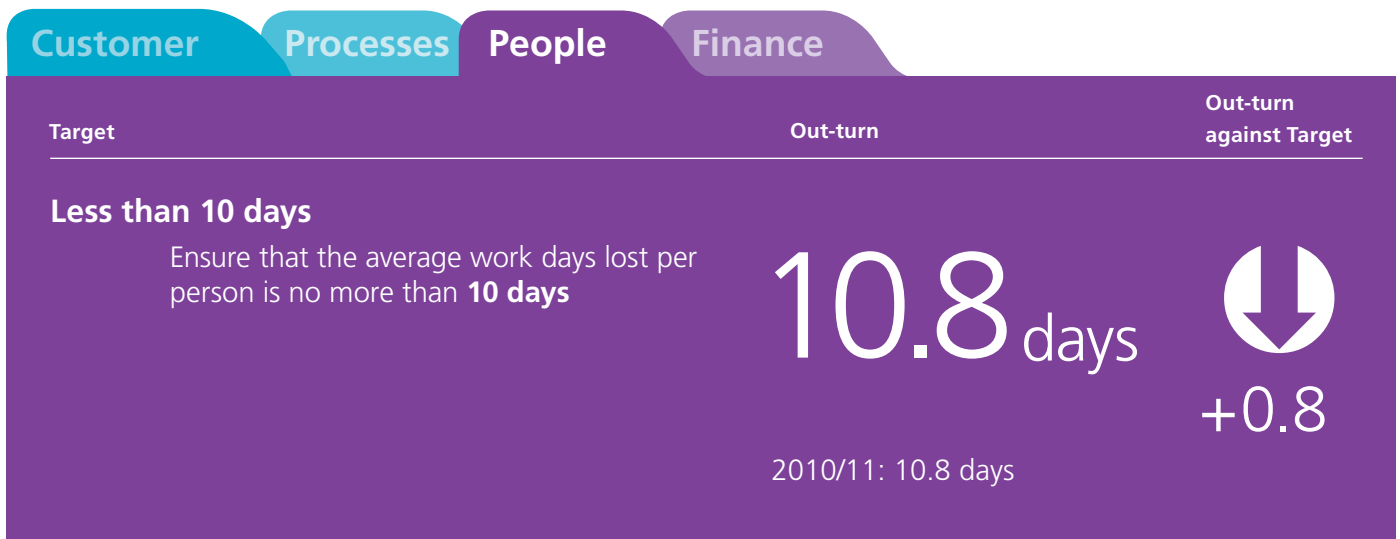 Customer Processes People Finance
Target Out-turn Out-turn against Target
Less than 10 days
Ensure that the average work days lost per
person is no more than 10 days
10.8 days
+0.8
2010/11: 10.8 days